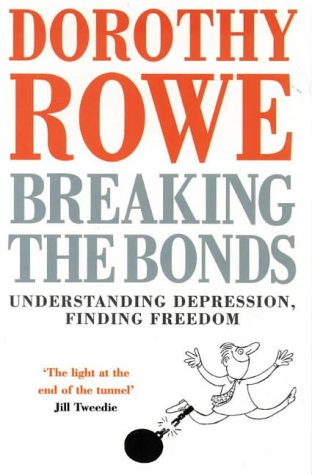 DOROTHY
ROWE
BREAKING
THE BONDS
UNDERSTANDING DEPRESSION,
FINDING FREEDOM
‘The light at the
end of the tunnel’
Jill Tweedie